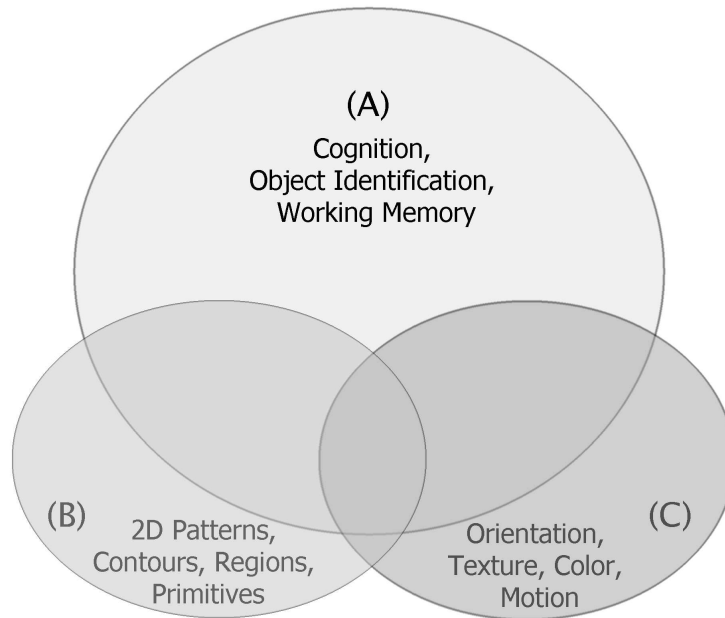 (A)
Cognition,
Object Identification,
Working Memory
(B)
2D Patterns,
Contours, Regions,
Primitives
(C)
Orientation,
Texture, Color,
Motion